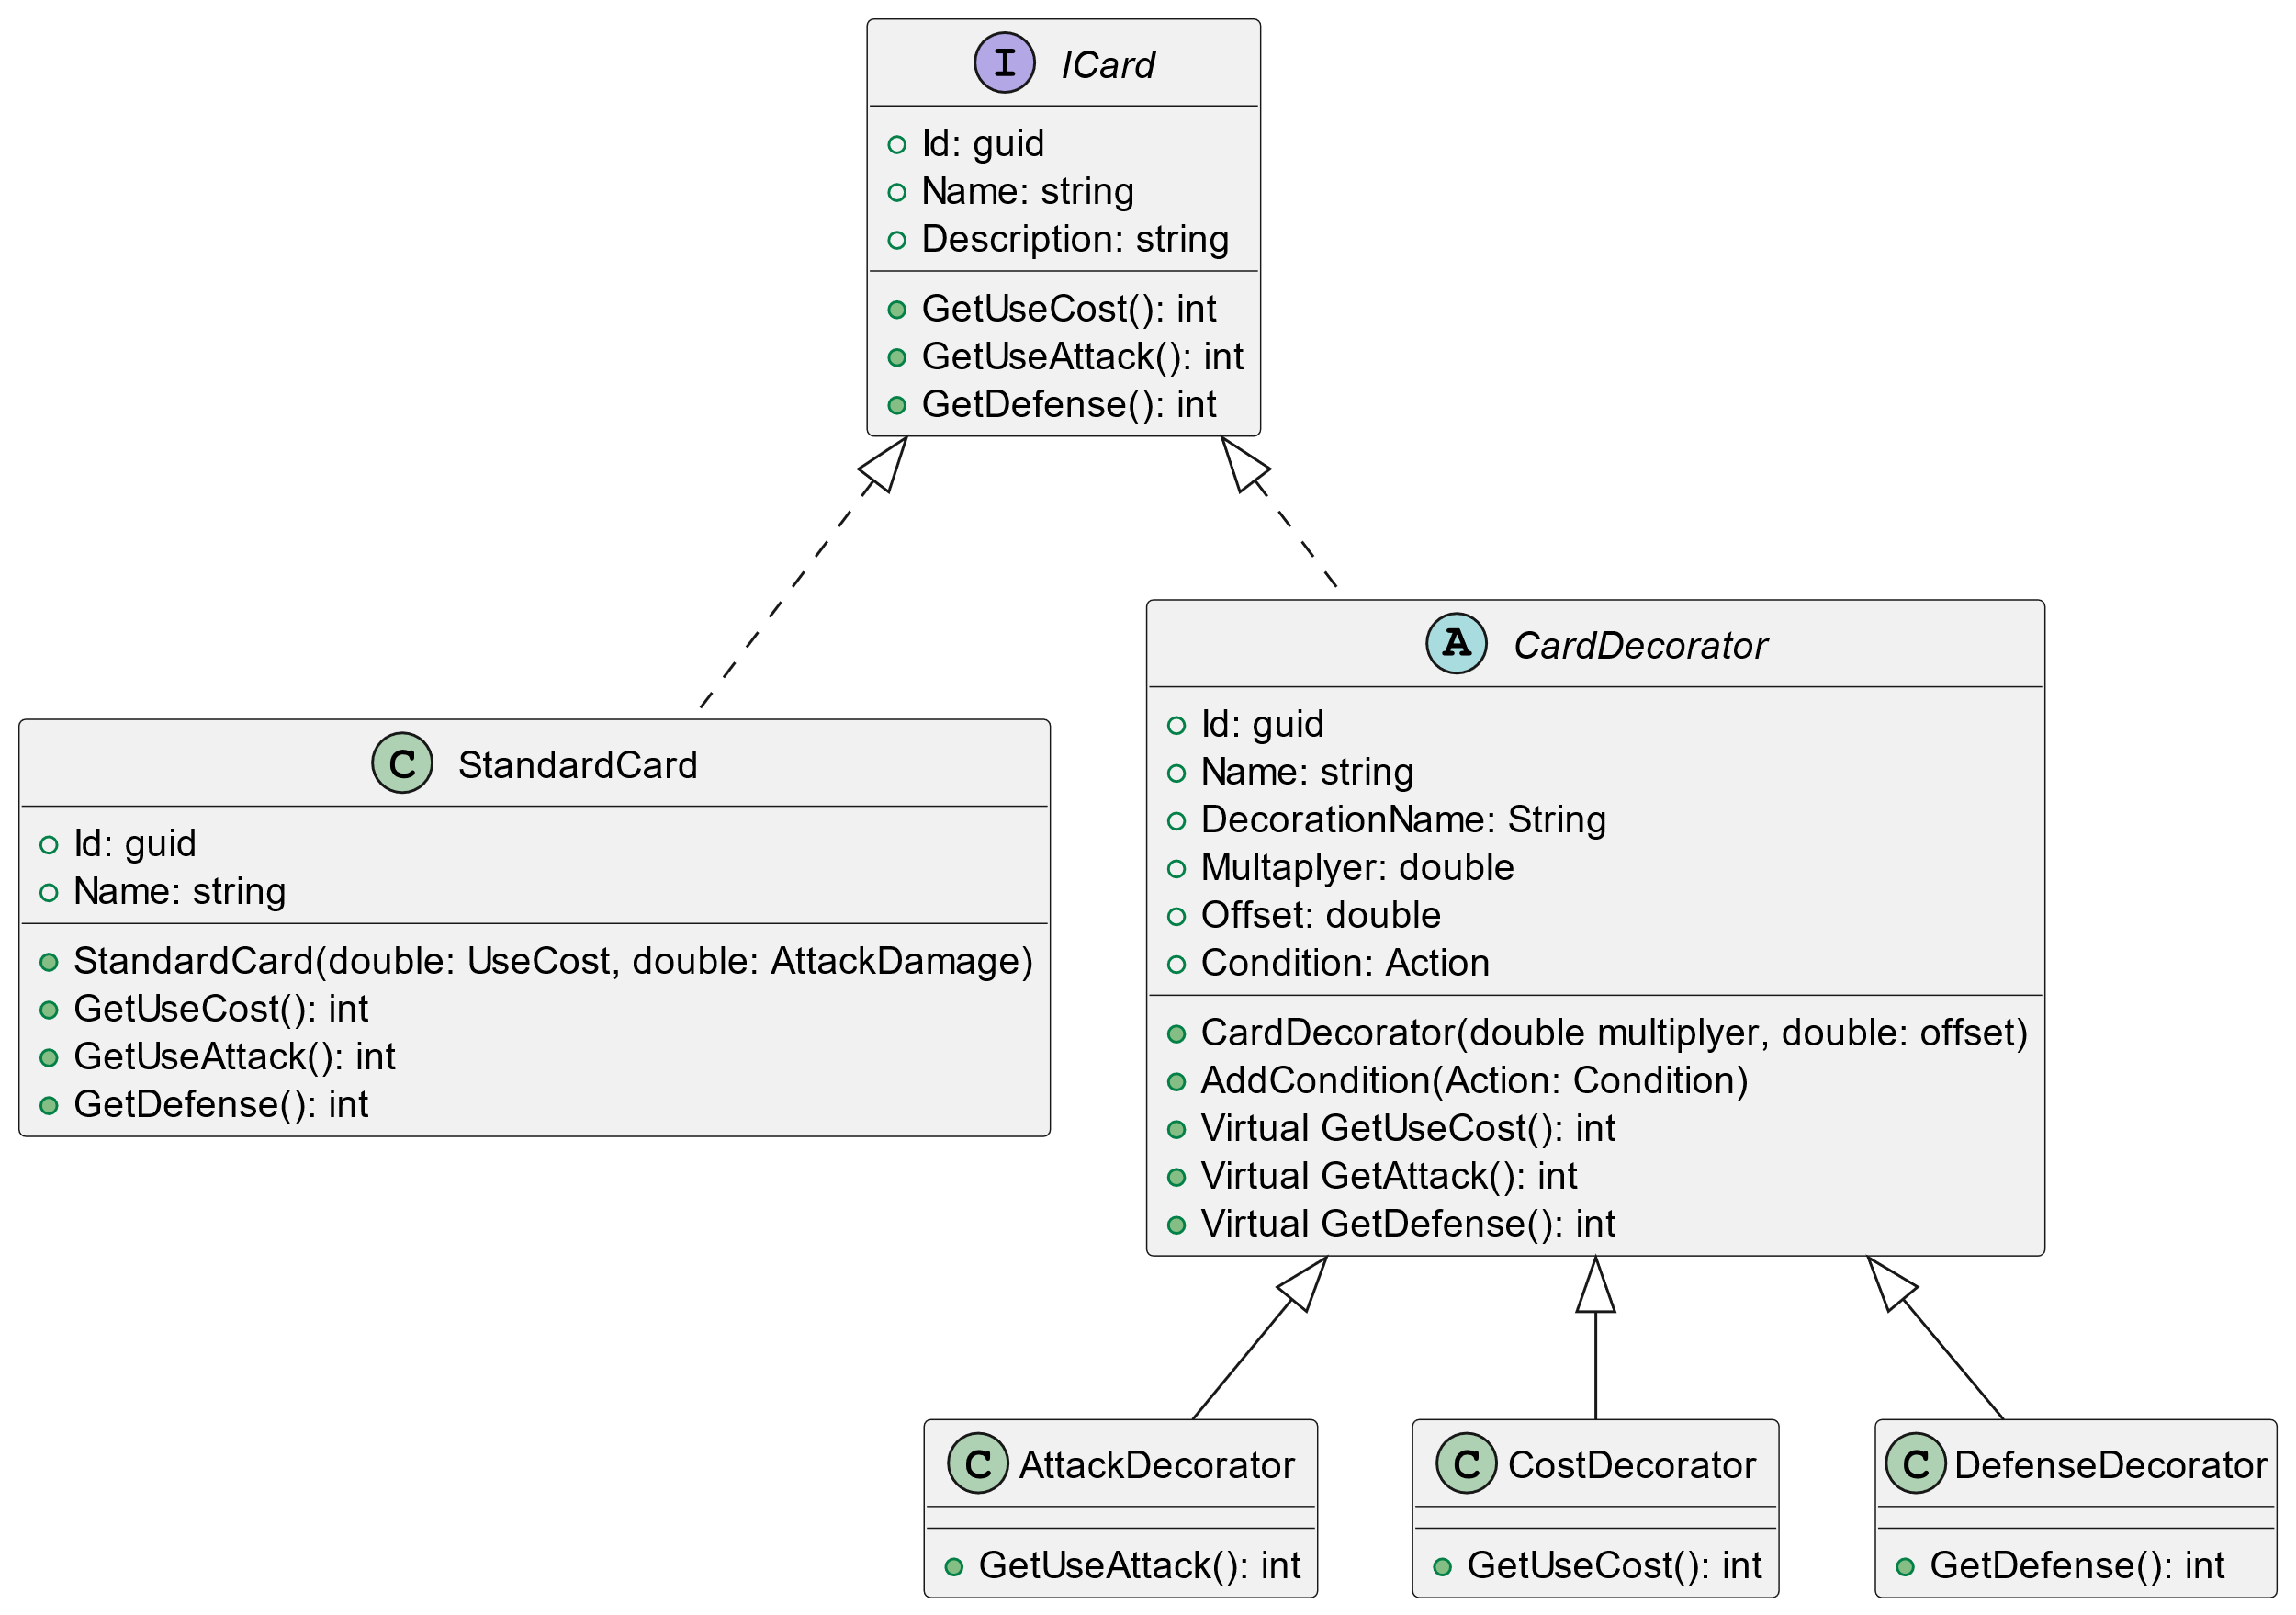 I ICard
Id: guid
Name: string
Description: string
GetUseCost(): int
GetUseAttack(): int
GetDefense(): int
C StandardCard
Id: guid
Name: string
StandardCard(double: UseCost, double: AttackDamage)
GetUseCost(): int
GetUseAttack(): int
GetDefense(): int
A CardDecorator
Id: guid
Name: string
DecorationName: String
Multaplyer: double
Offset: double
Condition: Action
CardDecorator(double multiplyer, double: offset)
AddCondition(Action: Condition)
Virtual GetUseCost(): int
Virtual GetAttack(): int
Virtual GetDefense(): int
C AttackDecorator
GetUseAttack(): int
C CostDecorator
GetUseCost(): int
C DefenseDecorator
GetDefense(): int